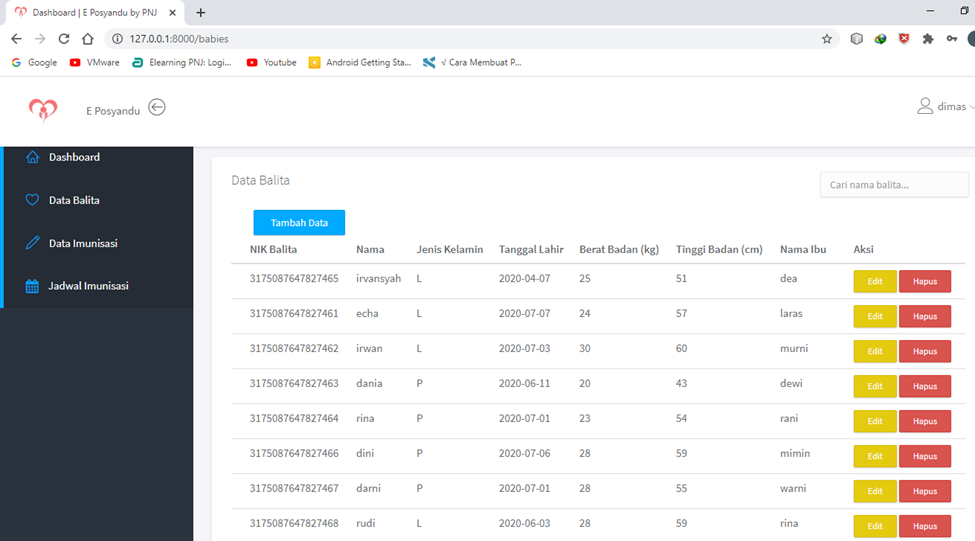 Dashboard | E Posyandu by PNJ
127.0.0.1:8000/babies
Google VMware Elearning PNJ: Logi... Youtube Android Getting Sta... √ Cara Membuat P...
E Posyandu dimas
Dashboard
Data Balita
Data Imunisasi
Jadwal Imunisasi
Data Balita Cari nama balita...
Tambah Data
NIK Balita Nama Jenis Kelamin Tanggal Lahir Berat Badan (kg) Tinggi Badan (cm) Nama Ibu Aksi
3175087647827465 irvansyah L 2020-04-07 25 51 dea Edit Hapus
3175087647827461 echa L 2020-07-07 24 57 laras Edit Hapus
3175087647827462 irwan L 2020-07-03 30 60 murni Edit Hapus
3175087647827463 dania P 2020-06-11 20 43 dewi Edit Hapus
3175087647827464 rina P 2020-07-01 23 54 rani Edit Hapus
3175087647827466 dini P 2020-07-06 28 59 mimin Edit Hapus
3175087647827467 darni P 2020-07-01 28 55 warni Edit Hapus
3175087647827468 rudi L 2020-06-03 28 59 rina Edit Hapus